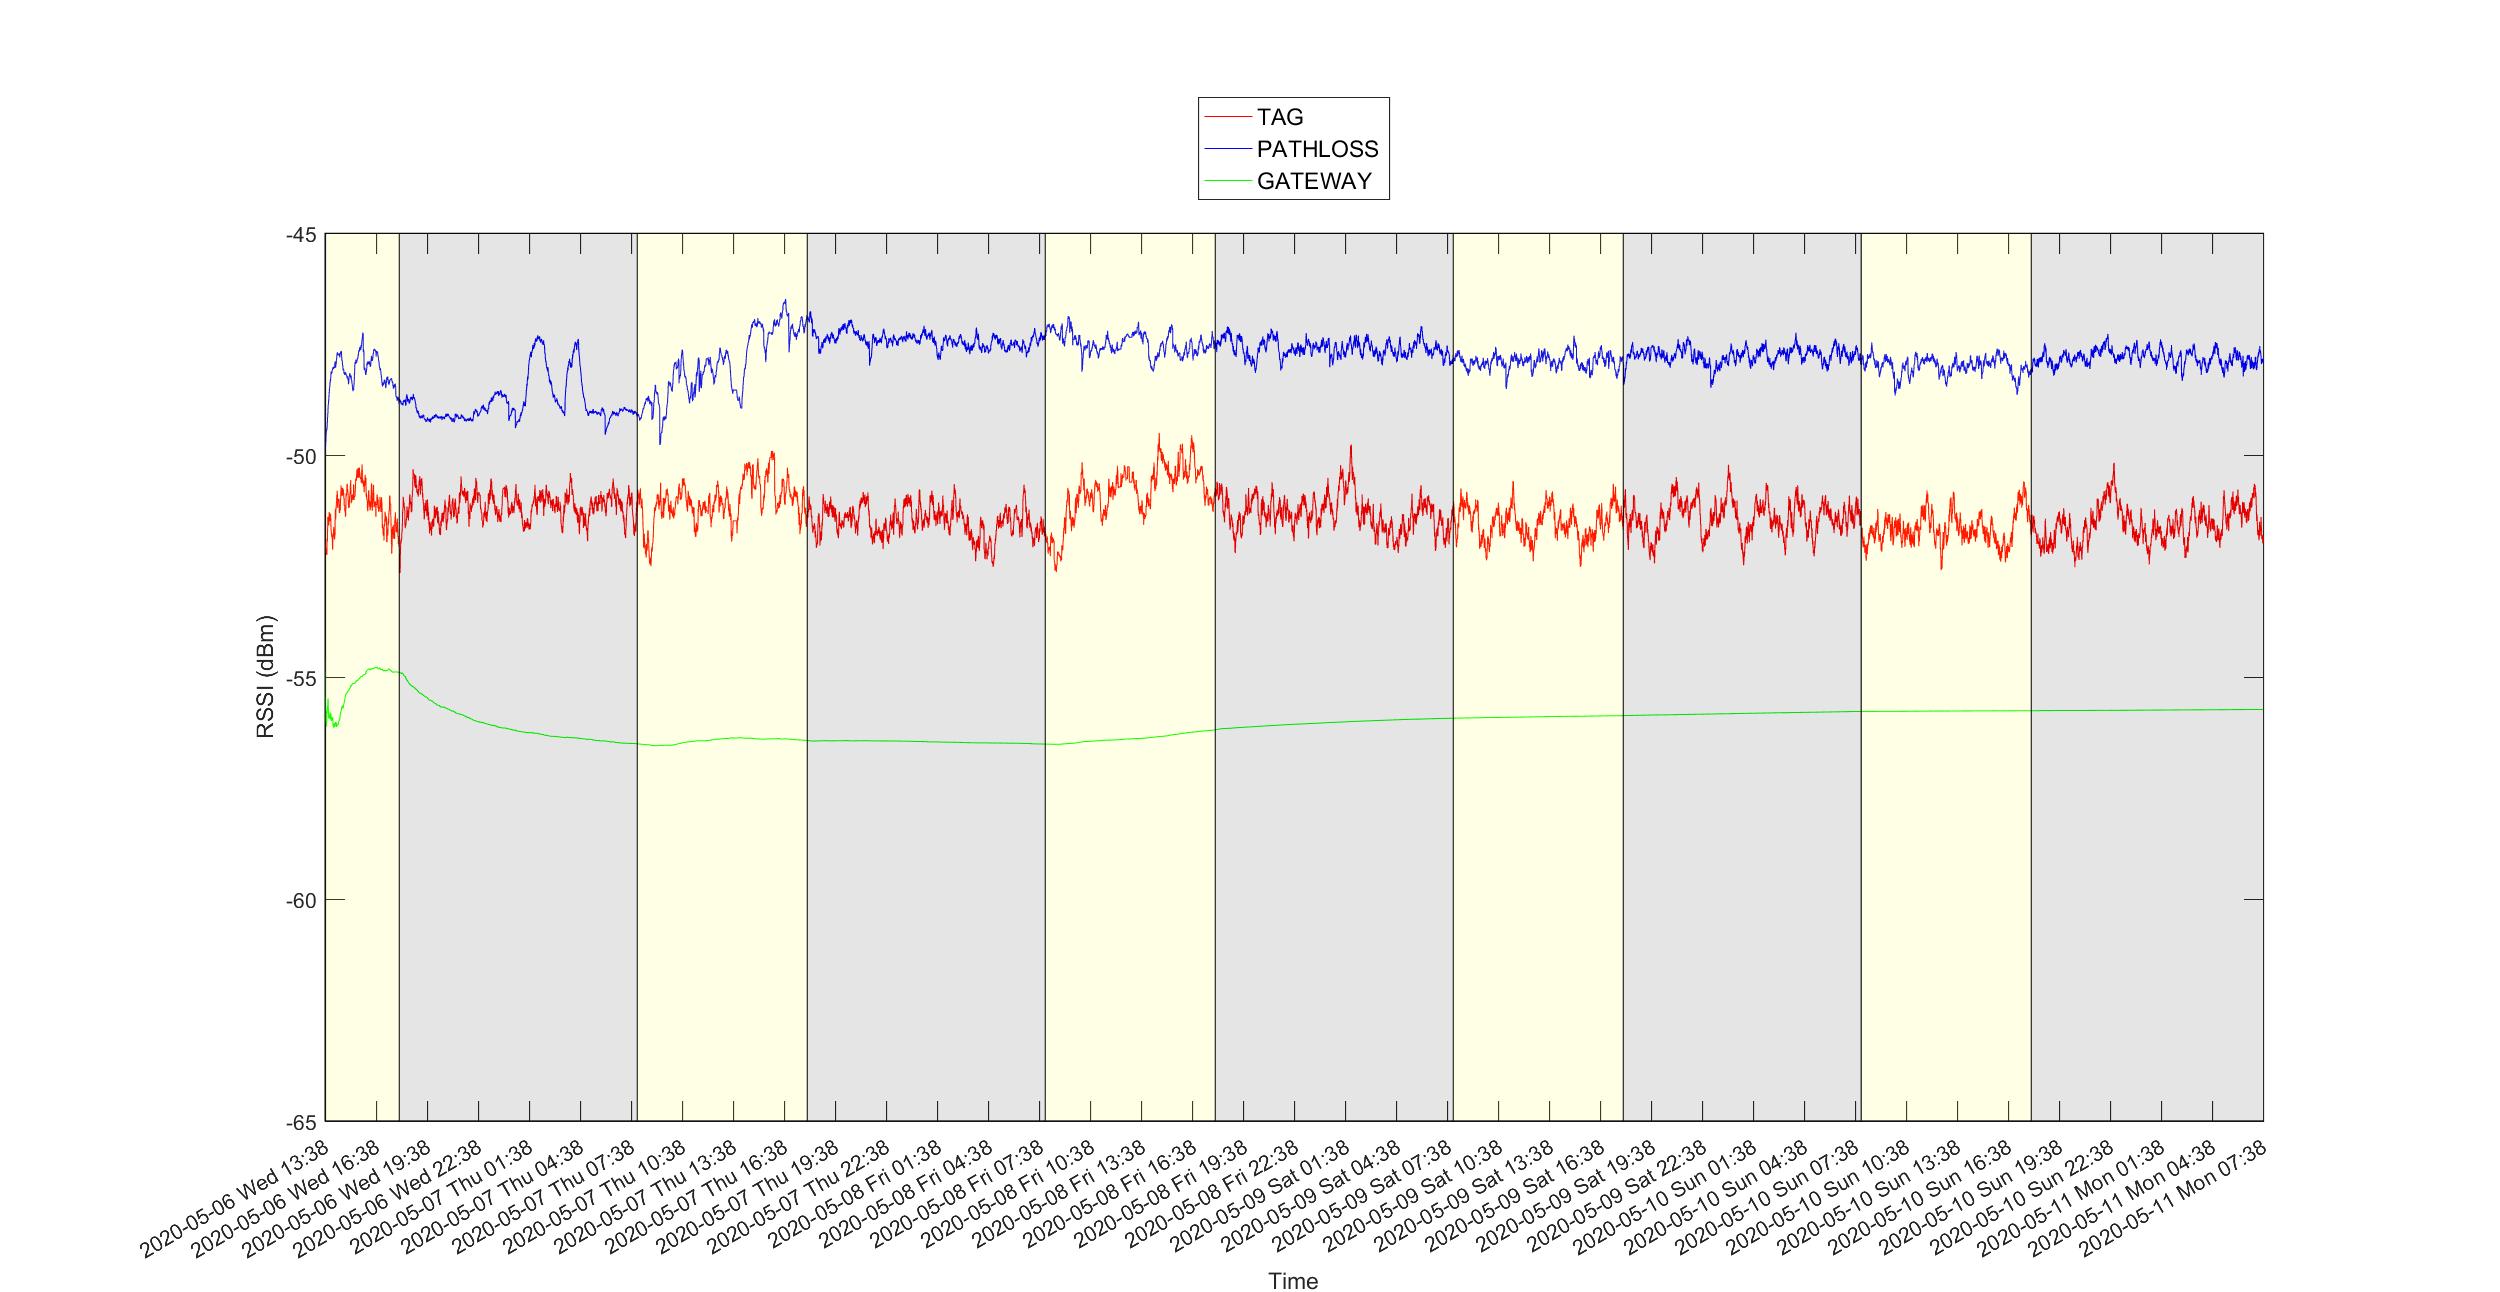 TAG
PATHLOSS
GATEWAY
-45
-50
-55
-60
-65
RSSI (dBm)
2020-05-06 Wed 13:38
2020-05-06 Wed 16:38
2020-05-06 Wed 19:38
2020-05-06 Wed 22:38
2020-05-07 Thu 01:38
2020-05-07 Thu 04:38
2020-05-07 Thu 07:38
2020-05-07 Thu 10:38
2020-05-07 Thu 13:38
2020-05-07 Thu 16:38
2020-05-07 Thu 19:38
2020-05-07 Thu 22:38
2020-05-08 Fri 01:38
2020-05-08 Fri 04:38
2020-05-08 Fri 07:38
2020-05-08 Fri 10:38
2020-05-08 Fri 13:38
2020-05-08 Fri 16:38
2020-05-08 Fri 19:38
2020-05-08 Fri 22:38
2020-05-09 Sat 01:38
2020-05-09 Sat 04:38
2020-05-09 Sat 07:38
2020-05-09 Sat 10:38
2020-05-09 Sat 13:38
2020-05-09 Sat 16:38
2020-05-09 Sat 19:38
2020-05-09 Sat 22:38
2020-05-10 Sun 01:38
2020-05-10 Sun 04:38
2020-05-10 Sun 07:38
2020-05-10 Sun 10:38
2020-05-10 Sun 13:38
2020-05-10 Sun 16:38
2020-05-10 Sun 19:38
2020-05-10 Sun 22:38
2020-05-11 Mon 01:38
2020-05-11 Mon 04:38
2020-05-11 Mon 07:38
Time